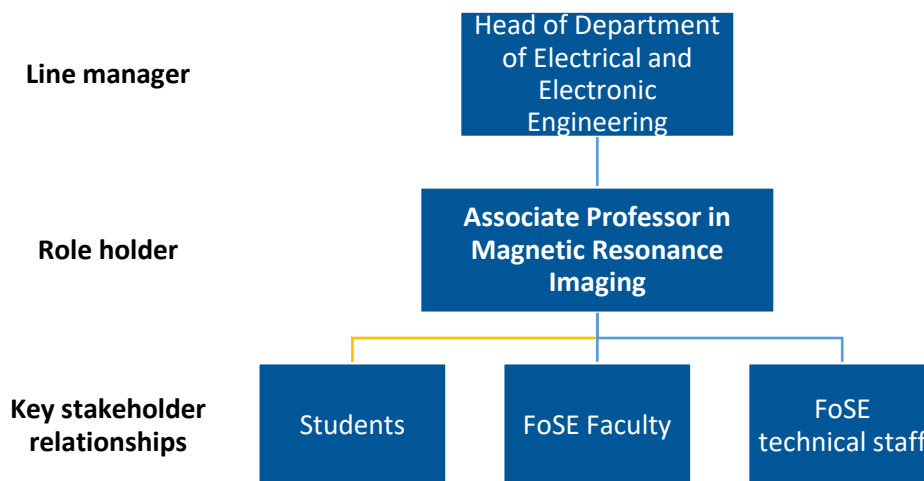 Line manager
Head of Department
of Electrical and
Electronic
Engineering
Role holder
Associate Professor in
Magnetic Resonance
Imaging
Key stakeholder
relationships
Students
FoSE Faculty
FoSE
technical staff